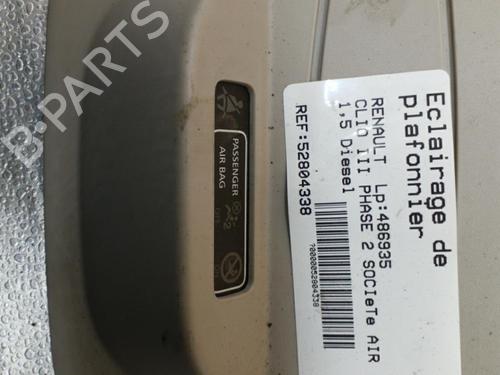 B-PARTS
PASSENGER
AIR BAG
OFF
Eclairage de
plafonnier
RENAULT Lp:486935
CLIO III PHASE 2 SOCIeTe AIR
1,5 Diesel
REF:52804338